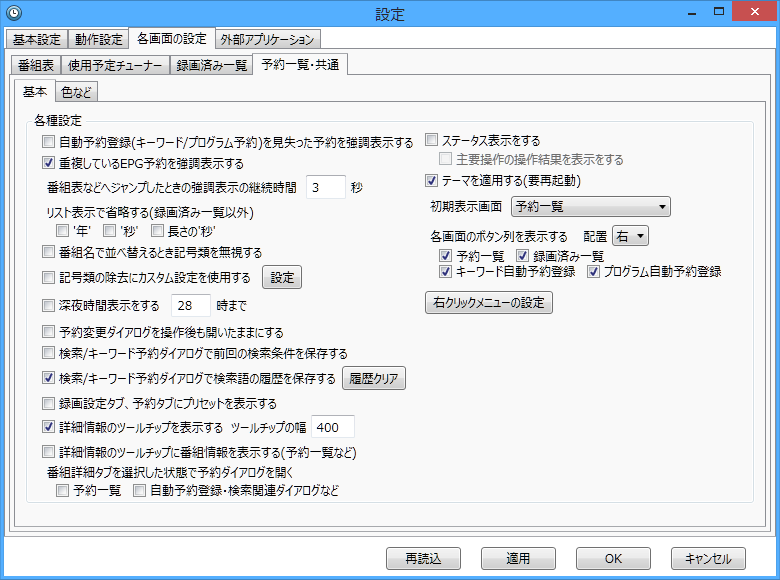 設定
基本設定 動作設定 各画面の設定 外部アプリケーション
番組表 使用予定チューナー 録画済み一覧 予約一覧・共通
基本 色など
各種設定
自動予約登録(キーワード/プログラム予約)を見失った予約を強調表示する
重複しているEPG予約を強調表示する
番組表などへジャンプしたときの強調表示の継続時間 3 秒
リスト表示で省略する(録画済み一覧以外)
'年' '秒' 長さの'秒'
番組名で並べ替えるとき記号類を無視する
記号類の除去にカスタム設定を使用する 設定
深夜時間表示をする 28 時まで
予約変更ダイアログを操作後も開いたままにする
検索/キーワード予約ダイアログで前回の検索条件を保存する
検索/キーワード予約ダイアログで検索語の履歴を保存する 履歴クリア
録画設定タブ、予約タブにプリセットを表示する
詳細情報のツールチップを表示する ツールチップの幅 400
詳細情報のツールチップに番組情報を表示する(予約一覧など)
番組詳細タブを選択した状態で予約ダイアログを開く
予約一覧 自動予約登録・検索関連ダイアログなど
ステータス表示をする
主要操作の操作結果を表示をする
テーマを適用する(要再起動)
初期表示画面 予約一覧
各画面のボタン列を表示する 配置 右
予約一覧 録画済み一覧
キーワード自動予約登録 プログラム自動予約登録
右クリックメニューの設定
再読込 適用 OK キャンセル